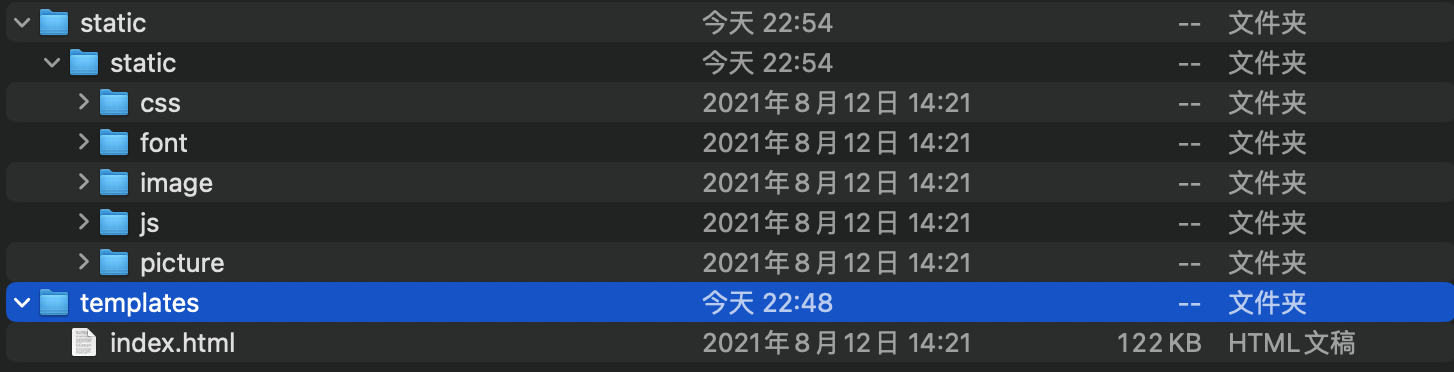 static 今天 22:54 -- 文件夹
static 今天 22:54 -- 文件夹
css 2021年8月12日 14:21 -- 文件夹
font 2021年8月12日 14:21 -- 文件夹
image 2021年8月12日 14:21 -- 文件夹
js 2021年8月12日 14:21 -- 文件夹
picture 2021年8月12日 14:21 -- 文件夹
templates 今天 22:48 -- 文件夹
index.html 2021年8月12日 14:21 122 KB HTML文稿